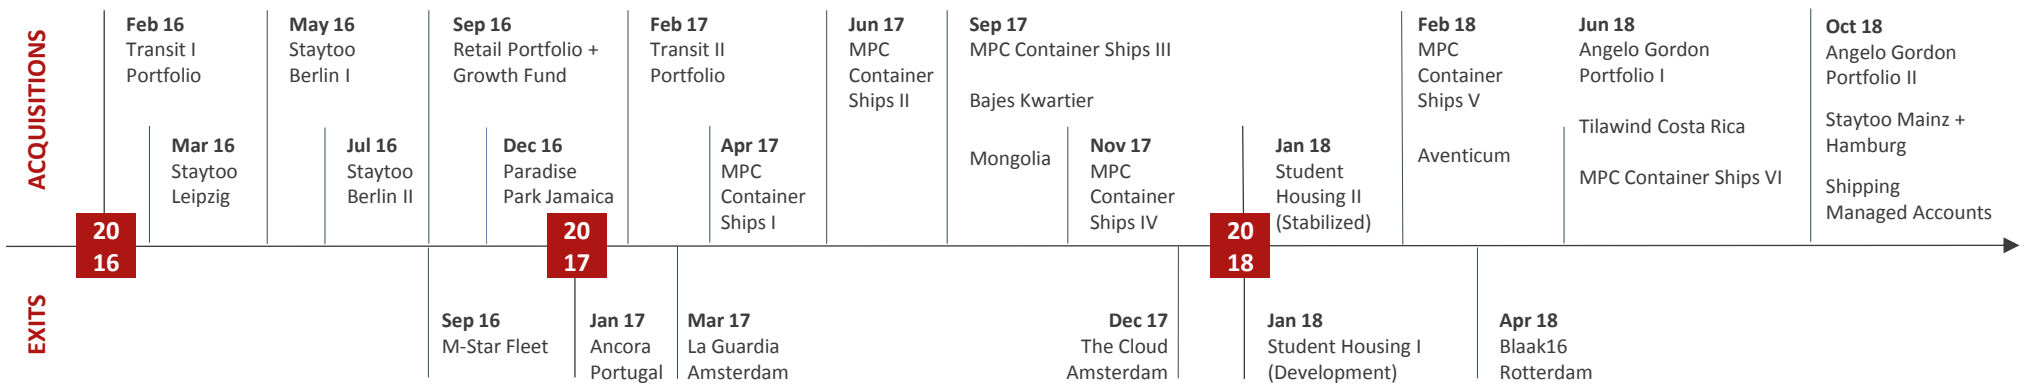 ACQUISITIONS
Feb 16
Transit I
Portfolio
Mar 16
Staytoo
Leipzig
May 16
Staytoo
Berlin I
Jul 16
Staytoo
Berlin II
Sep 16
Retail Portfolio +
Growth Fund
Dec 16
Paradise
Park Jamaica
Feb 17
Transit II
Portfolio
Apr 17
MPC
Container
Ships I
Jun 17
MPC
Container
Ships II
Sep 17
MPC Container Ships III
Bajes Kwartier
Mongolia
Nov 17
MPC
Container
Ships IV
Jan 18
Student
Housing II
(Stabilized)
Feb 18
MPC
Container
Ships V
Aventicum
Jun 18
Angelo Gordon
Portfolio I
Tilawind Costa Rica
MPC Container Ships VI
Oct 18
Angelo Gordon
Portfolio II
Staytoo Mainz +
Hamburg
Shipping
Managed Accounts
20
16
20
17
20
18
EXITS
Sep 16
M-Star Fleet
Jan 17
Ancora
Portugal
Mar 17
La Guardia
Amsterdam
Dec 17
The Cloud
Amsterdam
Jan 18
Student Housing I
(Development)
Apr 18
Blaak16
Rotterdam